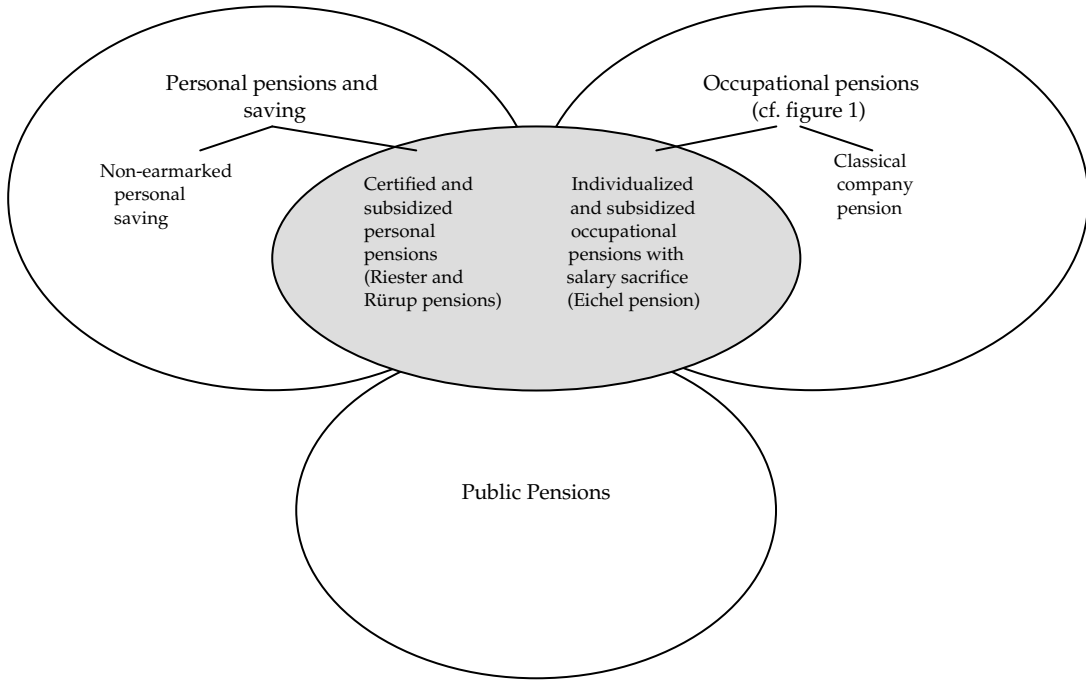 Personal pensions and
saving
Occupational pensions
(cf. figure 1)
Non-earmarked
personal
saving
Certified and
subsidized
personal
pensions
(Riester and
Rürup pensions)
Individualized
and subsidized
occupational
pensions with
salary sacrifice
(Eichel pension)
Classical
company
pension
Public Pensions